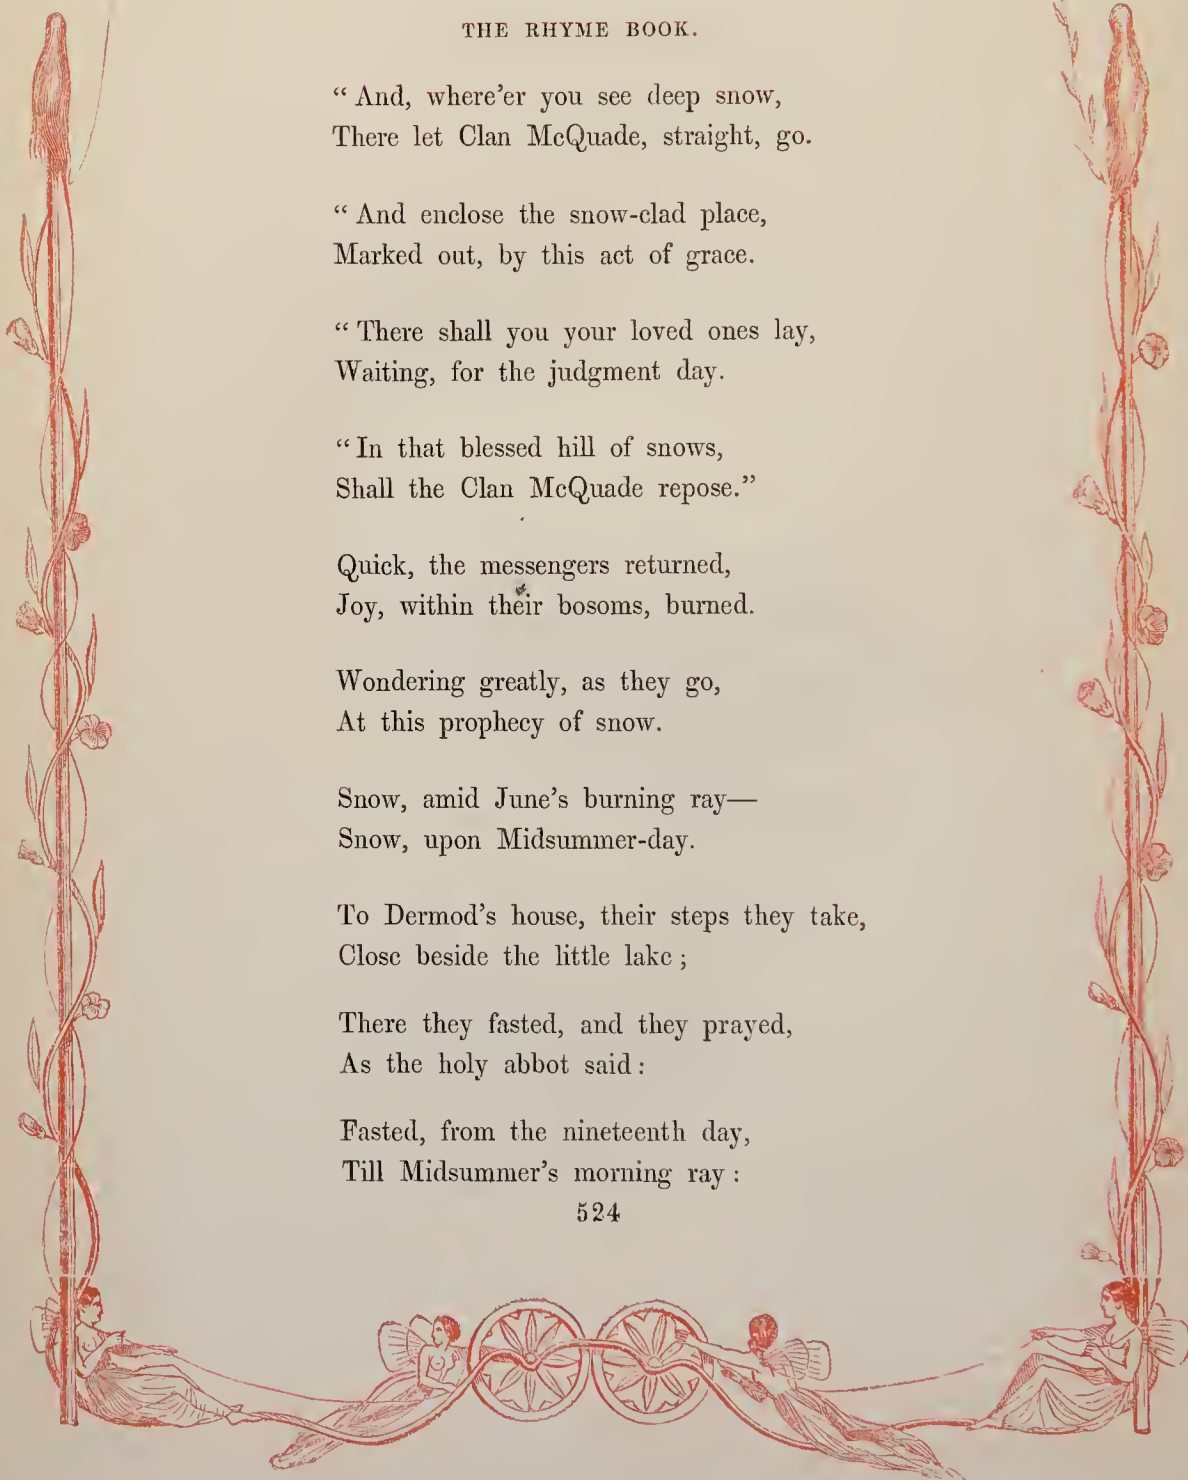 THE RHYME BOOK.
“ And, where’er you see deep snow,
There let Clan McQuade, straight, go.
“ And enclose the snow-clad place,
Marked out, by this act of grace.
“ There shall you your loved ones lay,
Waiting, for the judgment day.
“ In that blessed hill of snows,
Shall the Clan McQuade repose.”
Quick, the messengers returned,
Joy, within their bosoms, burned.
Wondering greatly, as they go,
At this prophecy of snow.
Snow, amid June’s burning ray—
Snow, upon Midsummer-day.
To Dermod’s house, their steps they take,
Close beside the little lake ;
There they fasted, and they prayed,
As the holy abbot said :
Fasted, from the nineteenth day,
Till Midsummer’s morning ray :
524